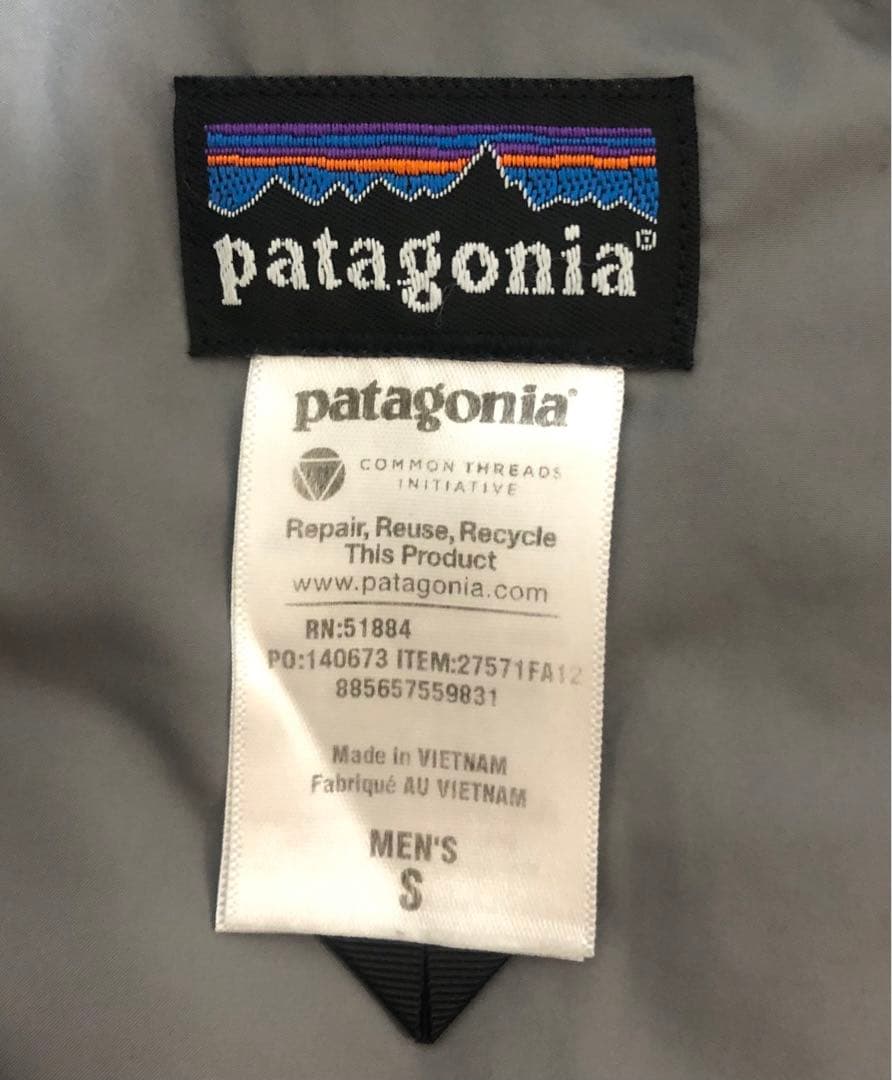 patagonia®
patagonia®
COMMON THREADS
INITIATIVE
Repair, Reuse, Recycle
This Product
www.patagonia.com
RN:51884
PO:140673 ITEM:27571FA12
885657559831
Made in VIETNAM
Fabriqué AU VIETNAM
MEN'S
S